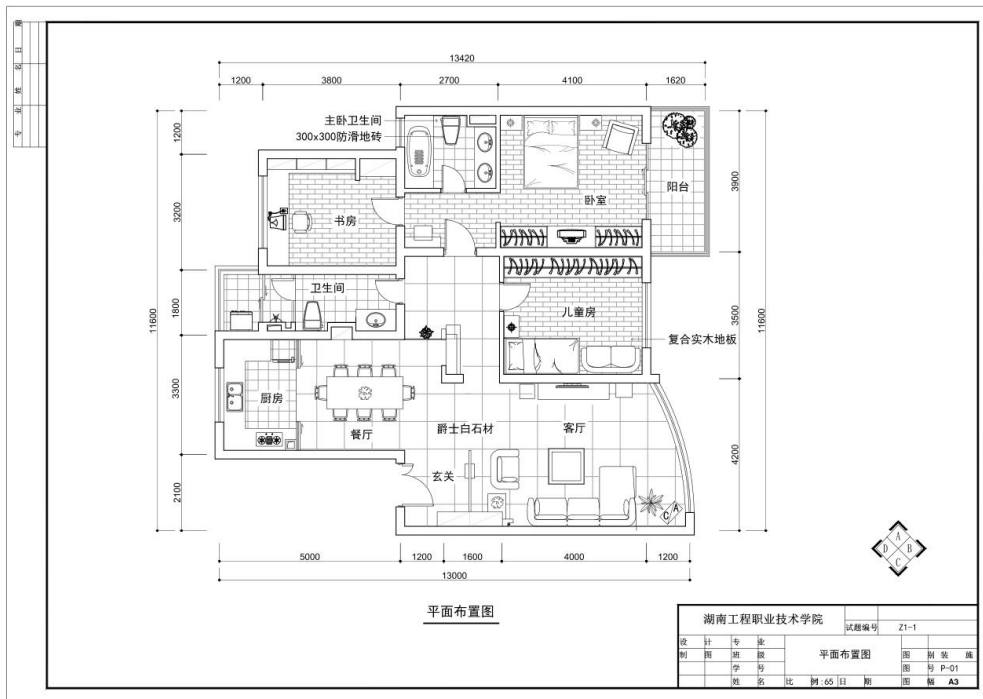 专 业 姓 名 日 期
13420
1200 3800 2700 4100 1620
主卧卫生间
300x300防滑地砖
阳台
卧室
书房
卫生间
儿童房
复合实木地板
厨房
餐厅
爵士白石材
客厅
玄关
C A
11600
1200
3200
1800
3300
2100
3900
3500
4200
11600
5000 1200 1600 4000 1200
13000
A
D B
C
平面布置图
湖南工程职业技术学院 试题编号 Z1-1
设 计 专 业 平面布置图 图 别 装 施
制 图 班 级 图 号 P-01
学 号
姓 名 比 例:65 日 期 图 幅 A3